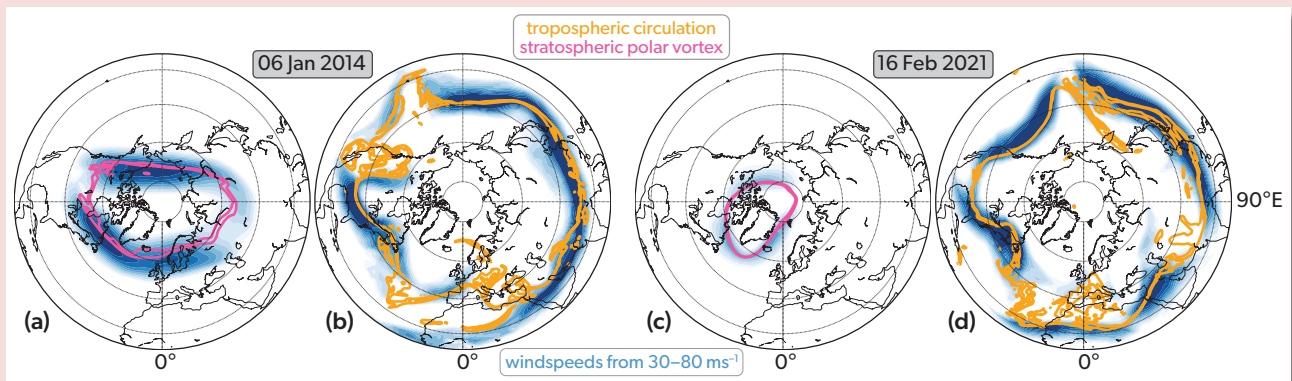 tropospheric circulation
stratospheric polar vortex
06 Jan 2014
16 Feb 2021
90°E
(a)
(b)
(c)
(d)
0°
0°
windspeeds from 30–80 ms⁻¹
0°
0°